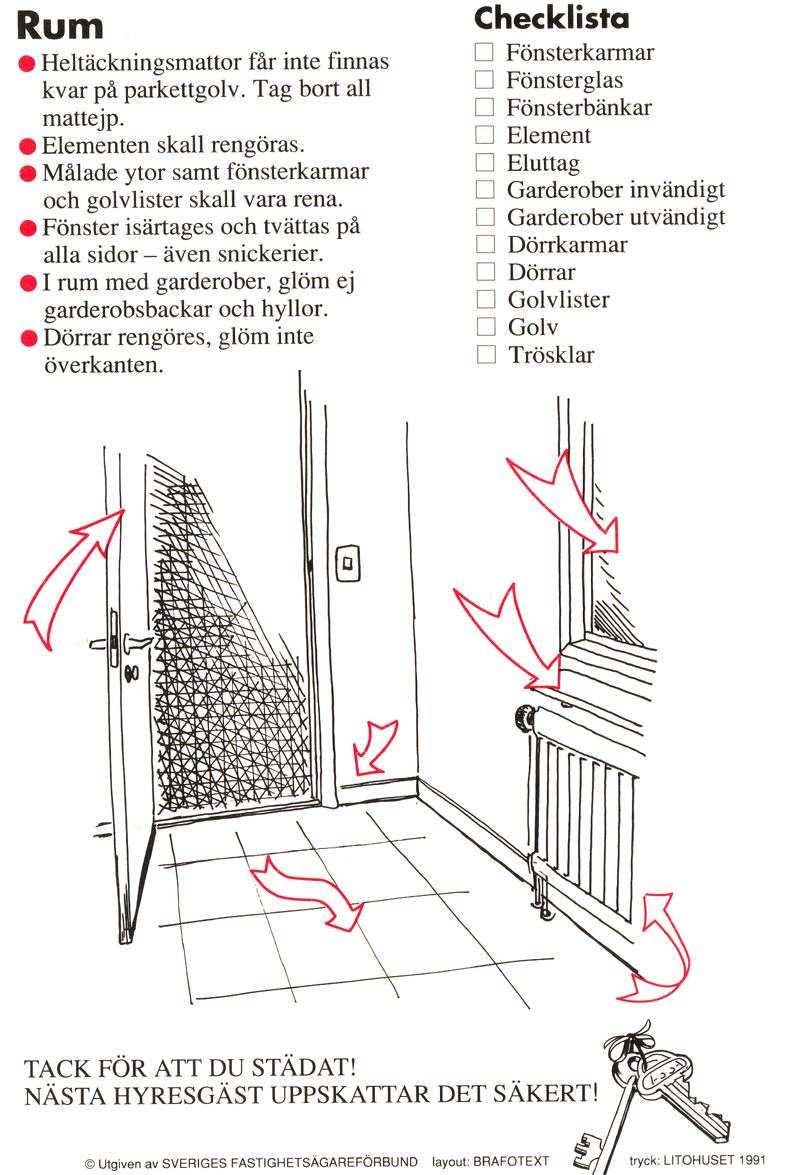 Rum
Heltäckningsmattor får inte finnas
kvar på parkettgolv. Tag bort all
mattejp.
Elementen skall rengöras.
Målade ytor samt fönsterkarmar
och golvlister skall vara rena.
Fönster isärtages och tvättas på
alla sidor – även snickerier.
I rum med garderober, glöm ej
garderobsbackar och hyllor.
Dörrar rengöres, glöm inte
överkanten.
Checklista
Fönsterkarmar
Fönsterglas
Fönsterbänkar
Element
Eluttag
Garderober invändigt
Garderober utvändigt
Dörrkarmar
Dörrar
Golvlister
Golv
Trösklar
TACK FÖR ATT DU STÄDAT!
NÄSTA HYRESGÄST UPPSKATTAR DET SÄKERT!
© Utgiven av SVERIGES FASTIGHETSÄGAREFÖRBUND layout: BRAFOTEXT tryck: LITOHUSET 1991